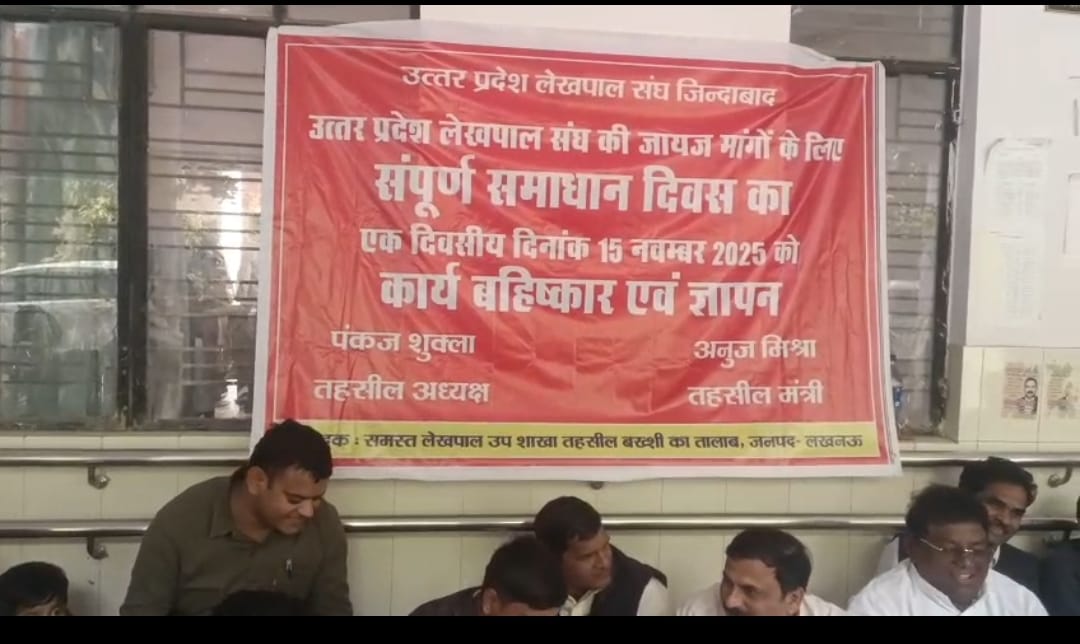 उत्तर प्रदेश लेखपाल संघ जिन्दाबाद
उत्तर प्रदेश लेखपाल संघ की जायज मांगों के लिए
संपूर्ण समाधान दिवस का
एक दिवसीय दिनांक 15 नवम्बर 2025 को
कार्य बहिष्कार एवं ज्ञापन
पंकज शुक्ला अनुज मिश्रा
तहसील अध्यक्ष तहसील मंत्री
: समस्त लेखपाल उप शाखा तहसील बख्शी का तालाब, जनपद- लखनऊ